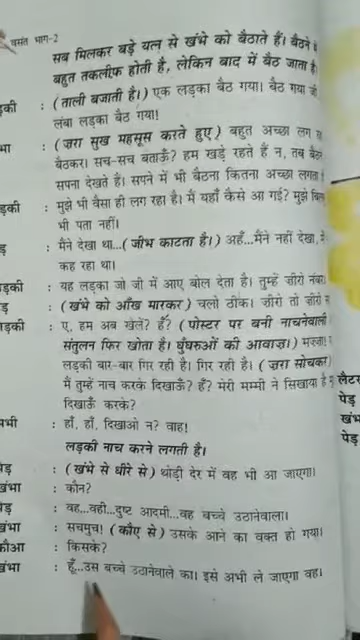 वसंत भाग-2
सब मिलकर बड़े यत्न से खंभे को बैठाते हैं। बैठने
बहुत तकलीफ़ होती है, लेकिन बाद में बैठ जाता है
ड़की : (ताली बजाती है।) एक लड़का बैठ गया। बैठ गया जी
लंबा लड़का बैठ गया!
भा : (ज़रा सुख महसूस करते हुए) बहुत अच्छा लग
बैठकर। सच-सच बताऊँ? हम खड़े रहते हैं न, तब
सपना देखते हैं। सपने में भी बैठना कितना अच्छा लगता
ड़की : मुझे भी वैसा ही लग रहा है। मैं यहाँ कैसे आ गई? मुझे
भी पता नहीं।
ड़ : मैंने देखा था...(जीभ काटता है।) अहँ...मैंने नहीं देखा,
कह रहा था।
ड़की : यह लड़का जो जी में आए बोल देता है। तुम्हें ज़ीरो नंबर।
ड़ : (खंभे को आँख मारकर) चलो ठीक। ज़ीरो तो ज़ीरो
ड़की : ए, हम अब खेलें? हँ? (पोस्टर पर बनी नाचनेवाली
संतुलन फिर खोता है। घुँघरुओं की आवाज़।)
लड़की बार-बार गिर रही है। गिर रही है। (ज़रा सोचकर)
मैं तुम्हें नाच करके दिखाऊँ? हँ? मेरी मम्मी ने सिखाया है
दिखाऊँ करके?
भी : हाँ, हाँ, दिखाओ न? वाह!
लड़की नाच करने लगती है।
ड़ : (खंभे से धीरे से) थोड़ी देर में वह भी आ जाएगा।
खंभा : कौन?
ड़ : वह...वही...दुष्ट आदमी...वह बच्चे उठानेवाला।
खंभा : सचमुच! (कौए से) उसके आने का वक्त हो गया।
कौआ : किसके?
खंभा : हूँ...उस बच्चे उठानेवाले का। इसे अभी ले जाएगा वह।
लैटर
पेड़
खंभ
पेड़